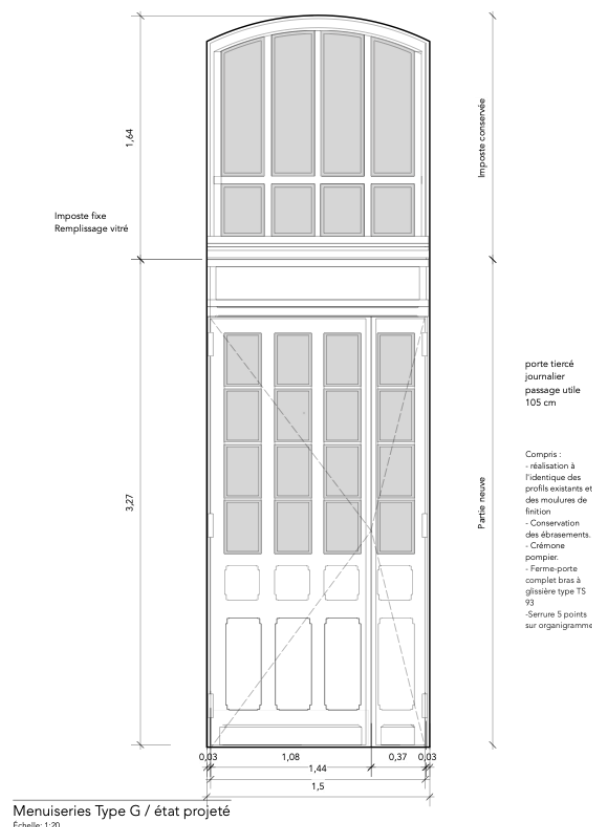 1,64
Imposte conservée
Imposte fixe
Remplissage vitré
3,27
Partie neuve
porte tiercé
journalier
passage utile
105 cm
Compris :
- réalisation à
l'identique des
profils existants et
des moulures de
finition
- Conservation
des ébrasements.
- Crémone
pompier.
- Ferme-porte
complet bras à
glissière type TS
93
-Serrure 5 points
sur organigramme
0,03 1,08 0,37 0,03
1,44
1,5
Menuiseries Type G / état projeté
Échelle: 1:20